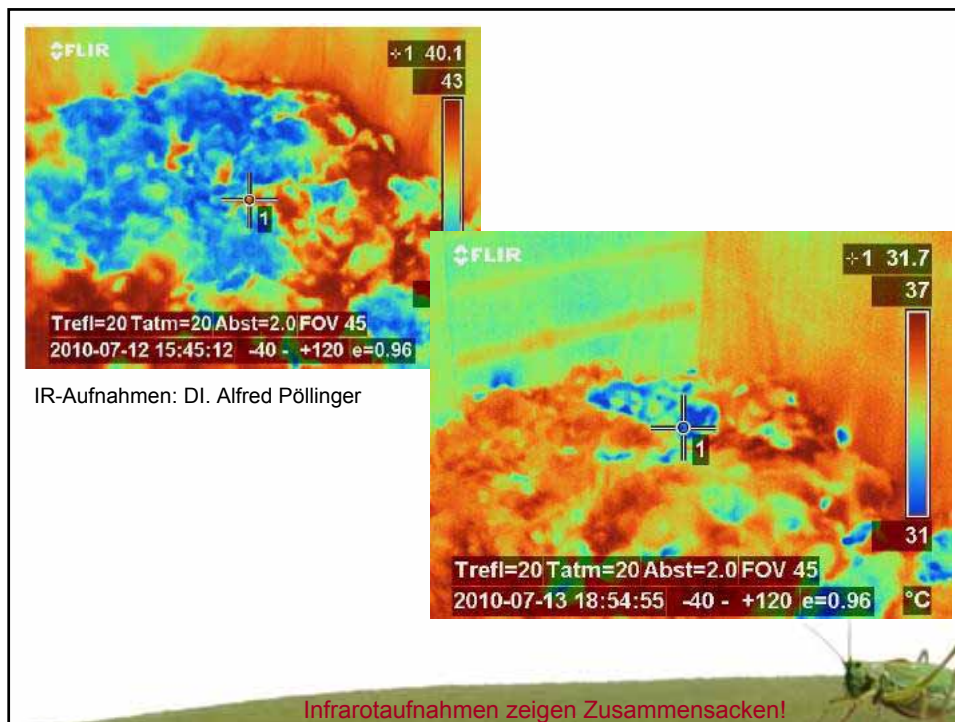 FLIR
+1 40.1
43
1
Trefl=20 Tatm=20 Abst=2.0 FOV 45
2010-07-12 15:45:12 -40 - +120 e=0.96
IR-Aufnahmen: DI. Alfred Pöllinger
FLIR
+1 31.7
37
1
31
Trefl=20 Tatm=20 Abst=2.0 FOV 45
2010-07-13 18:54:55 -40 - +120 e=0.96 °C
Infrarotaufnahmen zeigen Zusammensacken!